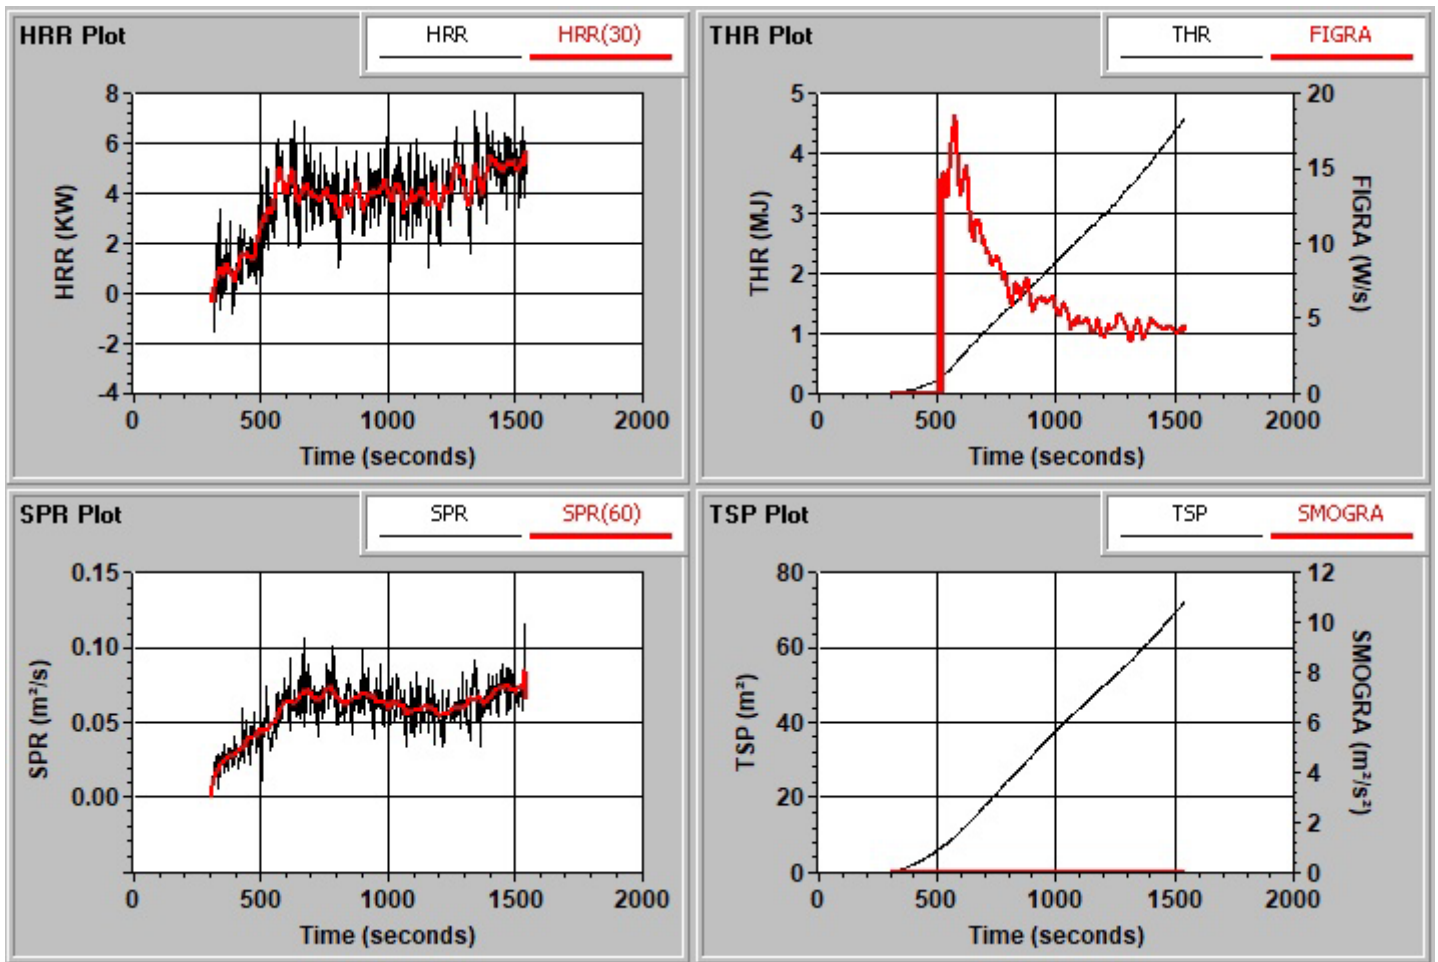 HRR Plot
HRR HRR(30)
HRR (KW)
8
6
4
2
0
-2
-4
0 500 1000 1500 2000
Time (seconds)
THR Plot
THR FIGRA
THR (MJ)
5
4
3
2
1
0
20
15
10
5
0
FIGRA (W/s)
0 500 1000 1500 2000
Time (seconds)
SPR Plot
SPR SPR(60)
SPR (m²/s)
0.15
0.10
0.05
0.00
0 500 1000 1500 2000
Time (seconds)
TSP Plot
TSP SMOGRA
TSP (m²)
80
60
40
20
0
12
10
8
6
4
2
0
SMOGRA (m²/s²)
0 500 1000 1500 2000
Time (seconds)